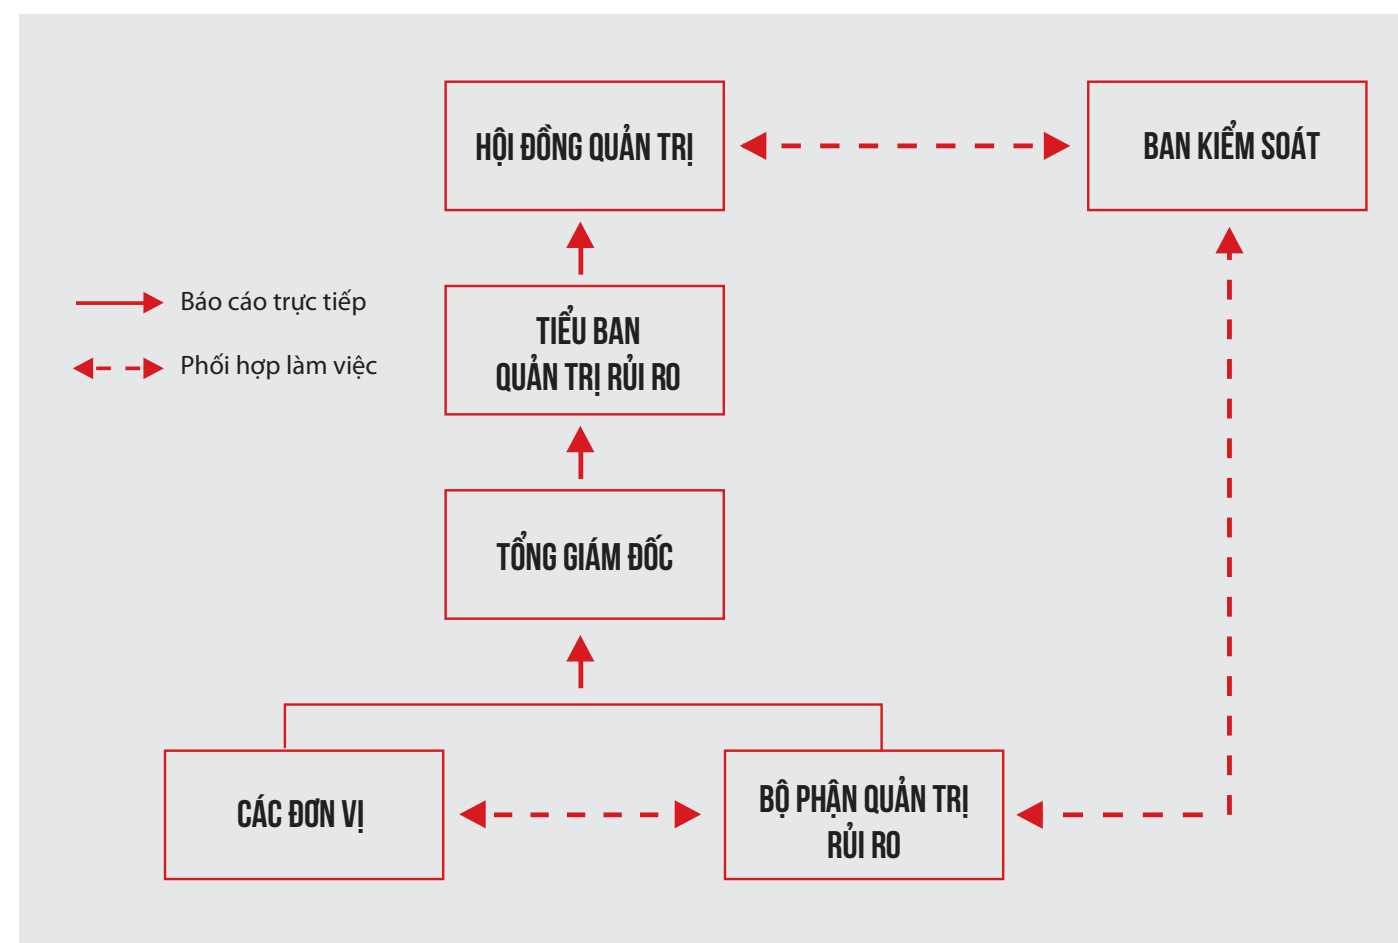 HỘI ĐỒNG QUẢN TRỊ
BAN KIỂM SOÁT
Báo cáo trực tiếp
Phối hợp làm việc
TIỂU BAN
QUẢN TRỊ RỦI RO
TỔNG GIÁM ĐỐC
CÁC ĐƠN VỊ
BỘ PHẬN QUẢN TRỊ
RỦI RO